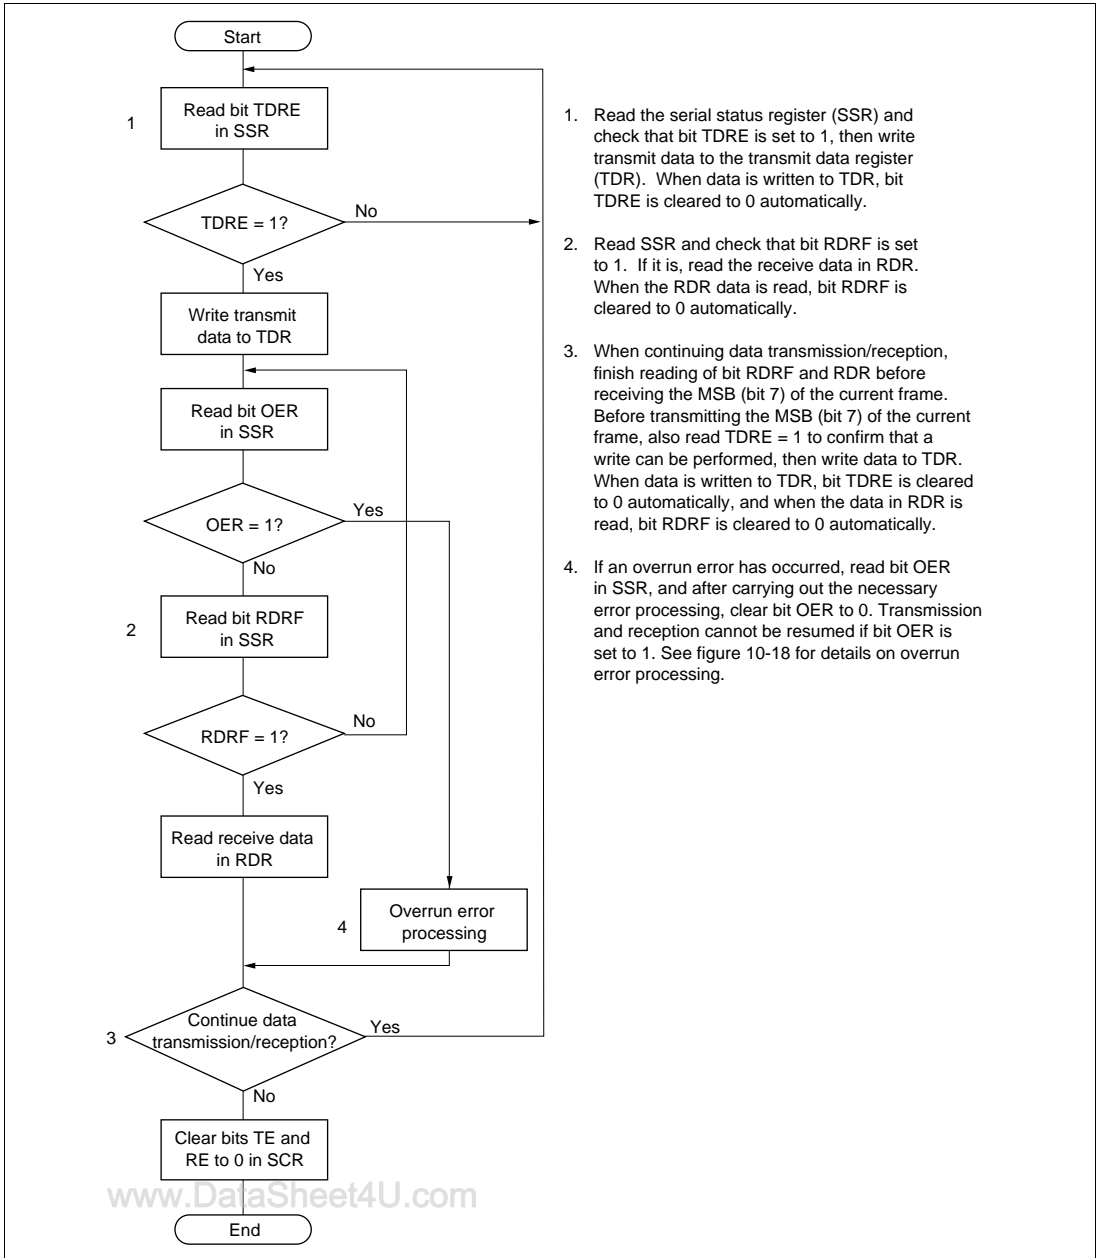 Start
1
Read bit TDRE
in SSR
TDRE = 1?
No
Yes
Write transmit
data to TDR
Read bit OER
in SSR
OER = 1?
Yes
No
2
Read bit RDRF
in SSR
RDRF = 1?
No
Yes
Read receive data
in RDR
4
Overrun error
processing
3
Continue data
transmission/reception?
Yes
No
Clear bits TE and
RE to 0 in SCR
End
1. Read the serial status register (SSR) and
check that bit TDRE is set to 1, then write
transmit data to the transmit data register
(TDR). When data is written to TDR, bit
TDRE is cleared to 0 automatically.
2. Read SSR and check that bit RDRF is set
to 1. If it is, read the receive data in RDR.
When the RDR data is read, bit RDRF is
cleared to 0 automatically.
3. When continuing data transmission/reception,
finish reading of bit RDRF and RDR before
receiving the MSB (bit 7) of the current frame.
Before transmitting the MSB (bit 7) of the current
frame, also read TDRE = 1 to confirm that a
write can be performed, then write data to TDR.
When data is written to TDR, bit TDRE is cleared
to 0 automatically, and when the data in RDR is
read, bit RDRF is cleared to 0 automatically.
4. If an overrun error has occurred, read bit OER
in SSR, and after carrying out the necessary
error processing, clear bit OER to 0. Transmission
and reception cannot be resumed if bit OER is
set to 1. See figure 10-18 for details on overrun
error processing.
www.DataSheet4U.com